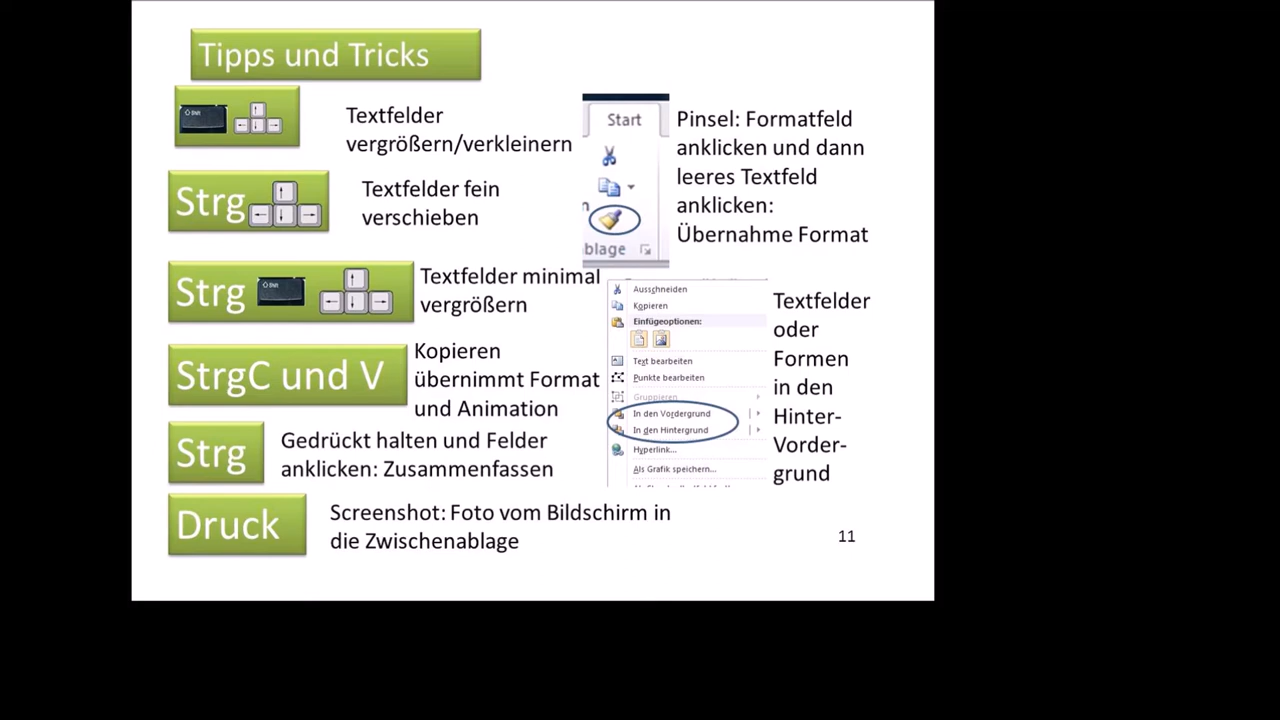 Tipps und Tricks
Shift
Textfelder
vergrößern/verkleinern
Strg
Textfelder fein
verschieben
Strg Shift
Textfelder minimal
vergrößern
StrgC und V
Kopieren
übernimmt Format
und Animation
Strg
Gedrückt halten und Felder
anklicken: Zusammenfassen
Druck
Screenshot: Foto vom Bildschirm in
die Zwischenablage
Start
blage
Pinsel: Formatfeld
anklicken und dann
leeres Textfeld
anklicken:
Übernahme Format
Ausschneiden
Kopieren
Einfügeoptionen:
Text bearbeiten
Punkte bearbeiten
Gruppieren
In den Vordergrund
In den Hintergrund
Hyperlink...
Als Grafik speichern...
Textfelder
oder
Formen
in den
Hinter-
Vorder-
grund
11